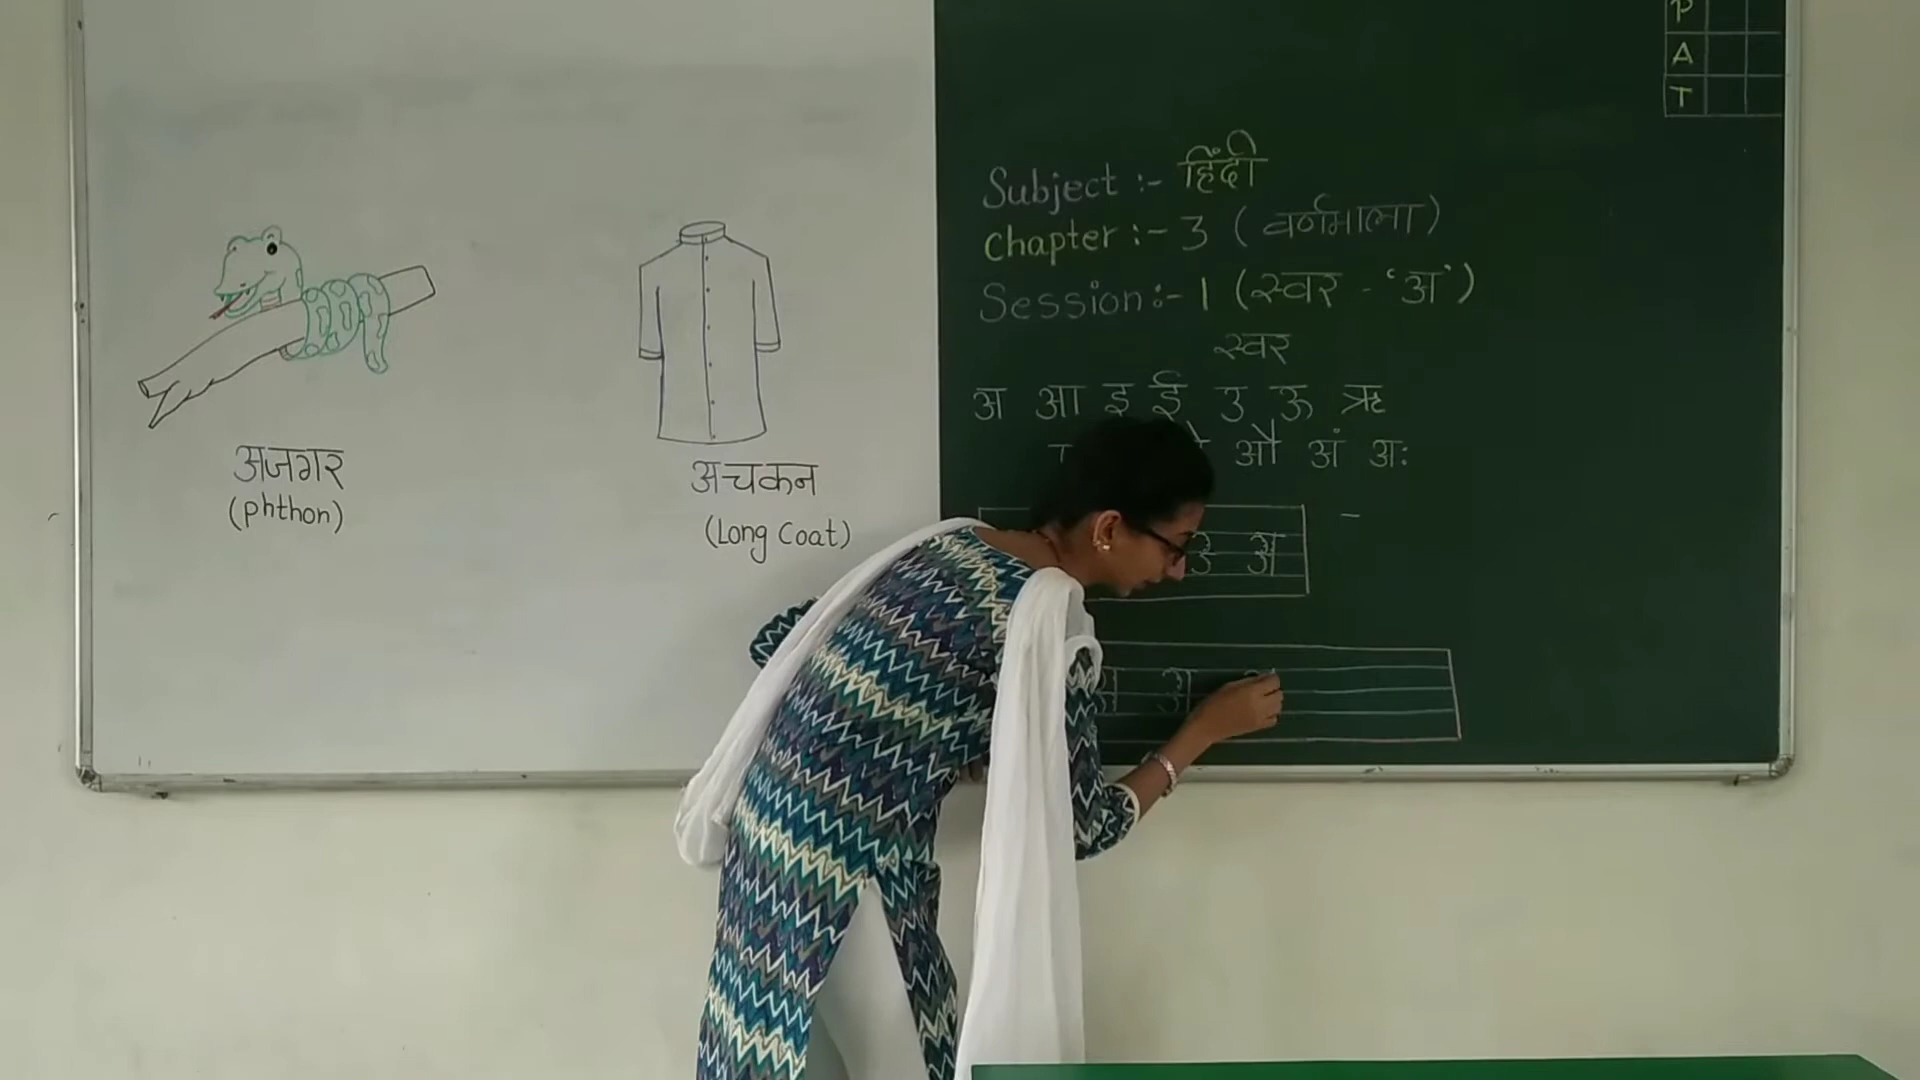 अजगर
(phthon)
अचकन
(Long Coat)
P
A
T
Subject :- हिंदी
Chapter :- 3 (वर्णमाला)
Session :- 1 (स्वर - 'अ')
स्वर
अ आ इ ई उ ऊ ऋ
औ अं अः
अ
अ